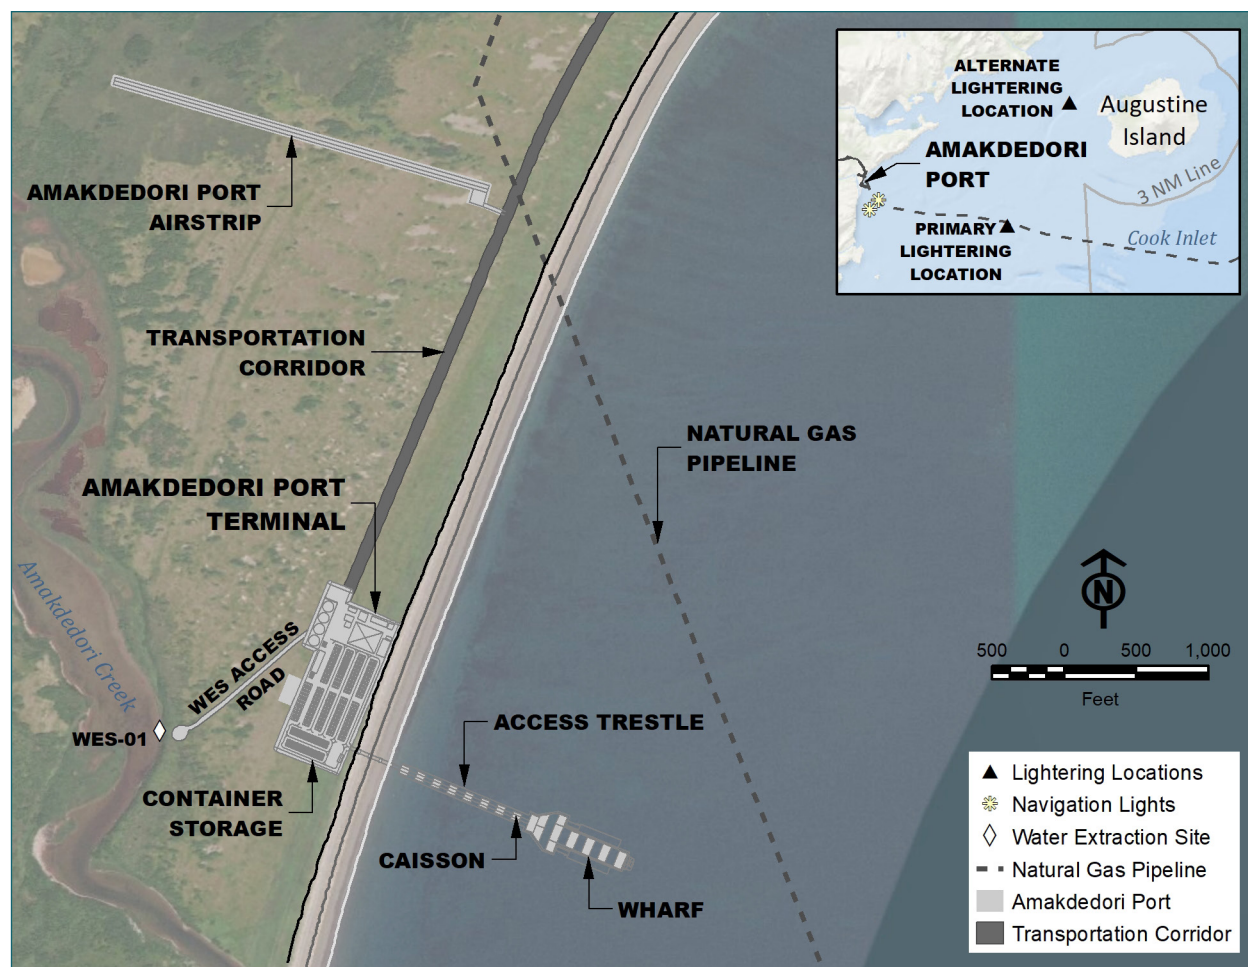 ALTERNATE
LIGHTERING
LOCATION
Augustine
Island
AMAKDEDORI
PORT
3 NM Line
PRIMARY
LIGHTERING
LOCATION
Cook Inlet
AMAKDEDORI PORT
AIRSTRIP
TRANSPORTATION
CORRIDOR
NATURAL GAS
PIPELINE
AMAKDEDORI PORT
TERMINAL
Amakdedori Creek
WES ACCESS
ROAD
WES-01
ACCESS TRESTLE
CONTAINER
STORAGE
CAISSON
WHARF
N
500 0 500 1,000
Feet
Lightering Locations
Navigation Lights
Water Extraction Site
Natural Gas Pipeline
Amakdedori Port
Transportation Corridor